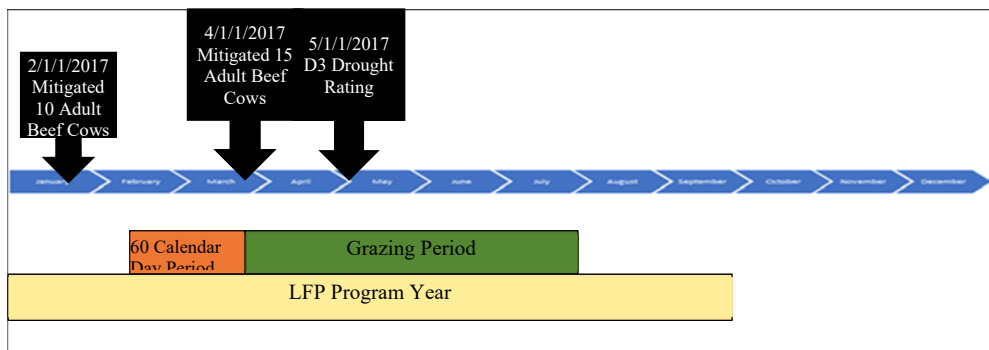 2/1/1/2017
Mitigated
10 Adult
Beef Cows
4/1/1/2017
Mitigated 15
Adult Beef
Cows
5/1/1/2017
D3 Drought
Rating
January
February
March
April
May
June
July
August
September
October
November
December
60 Calendar
Day Period
Grazing Period
LFP Program Year